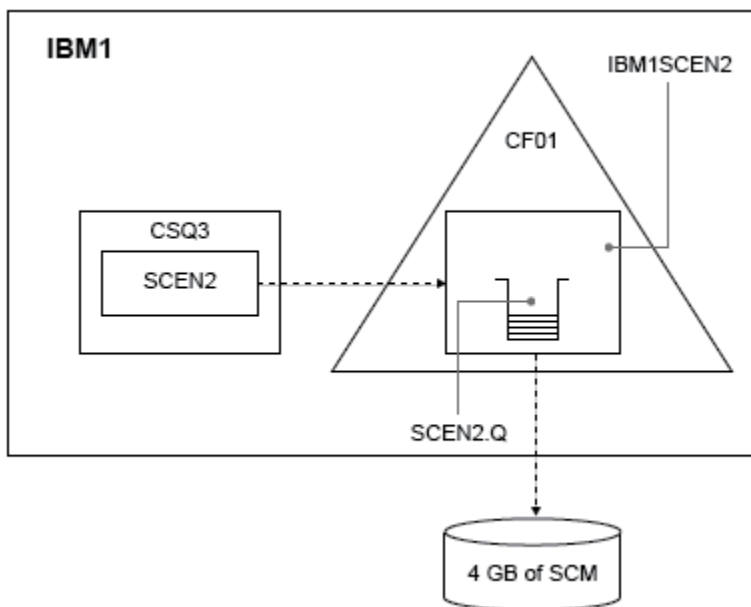 IBM1
IBM1SCEN2
CF01
CSQ3
SCEN2
SCEN2.Q
4 GB of SCM